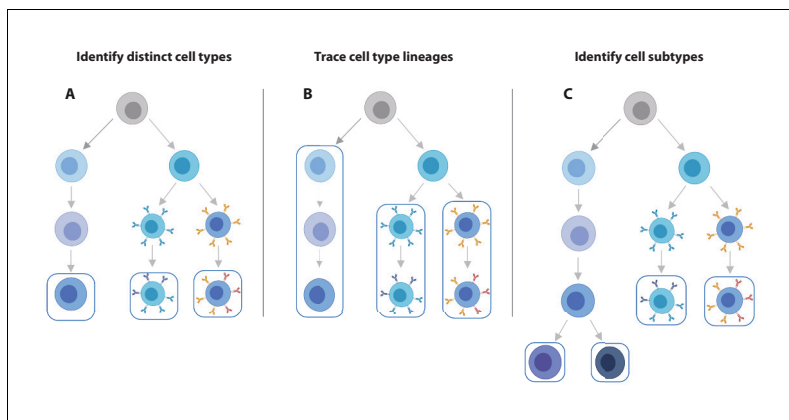 Identify distinct cell types
Trace cell type lineages
Identify cell subtypes
A
B
C